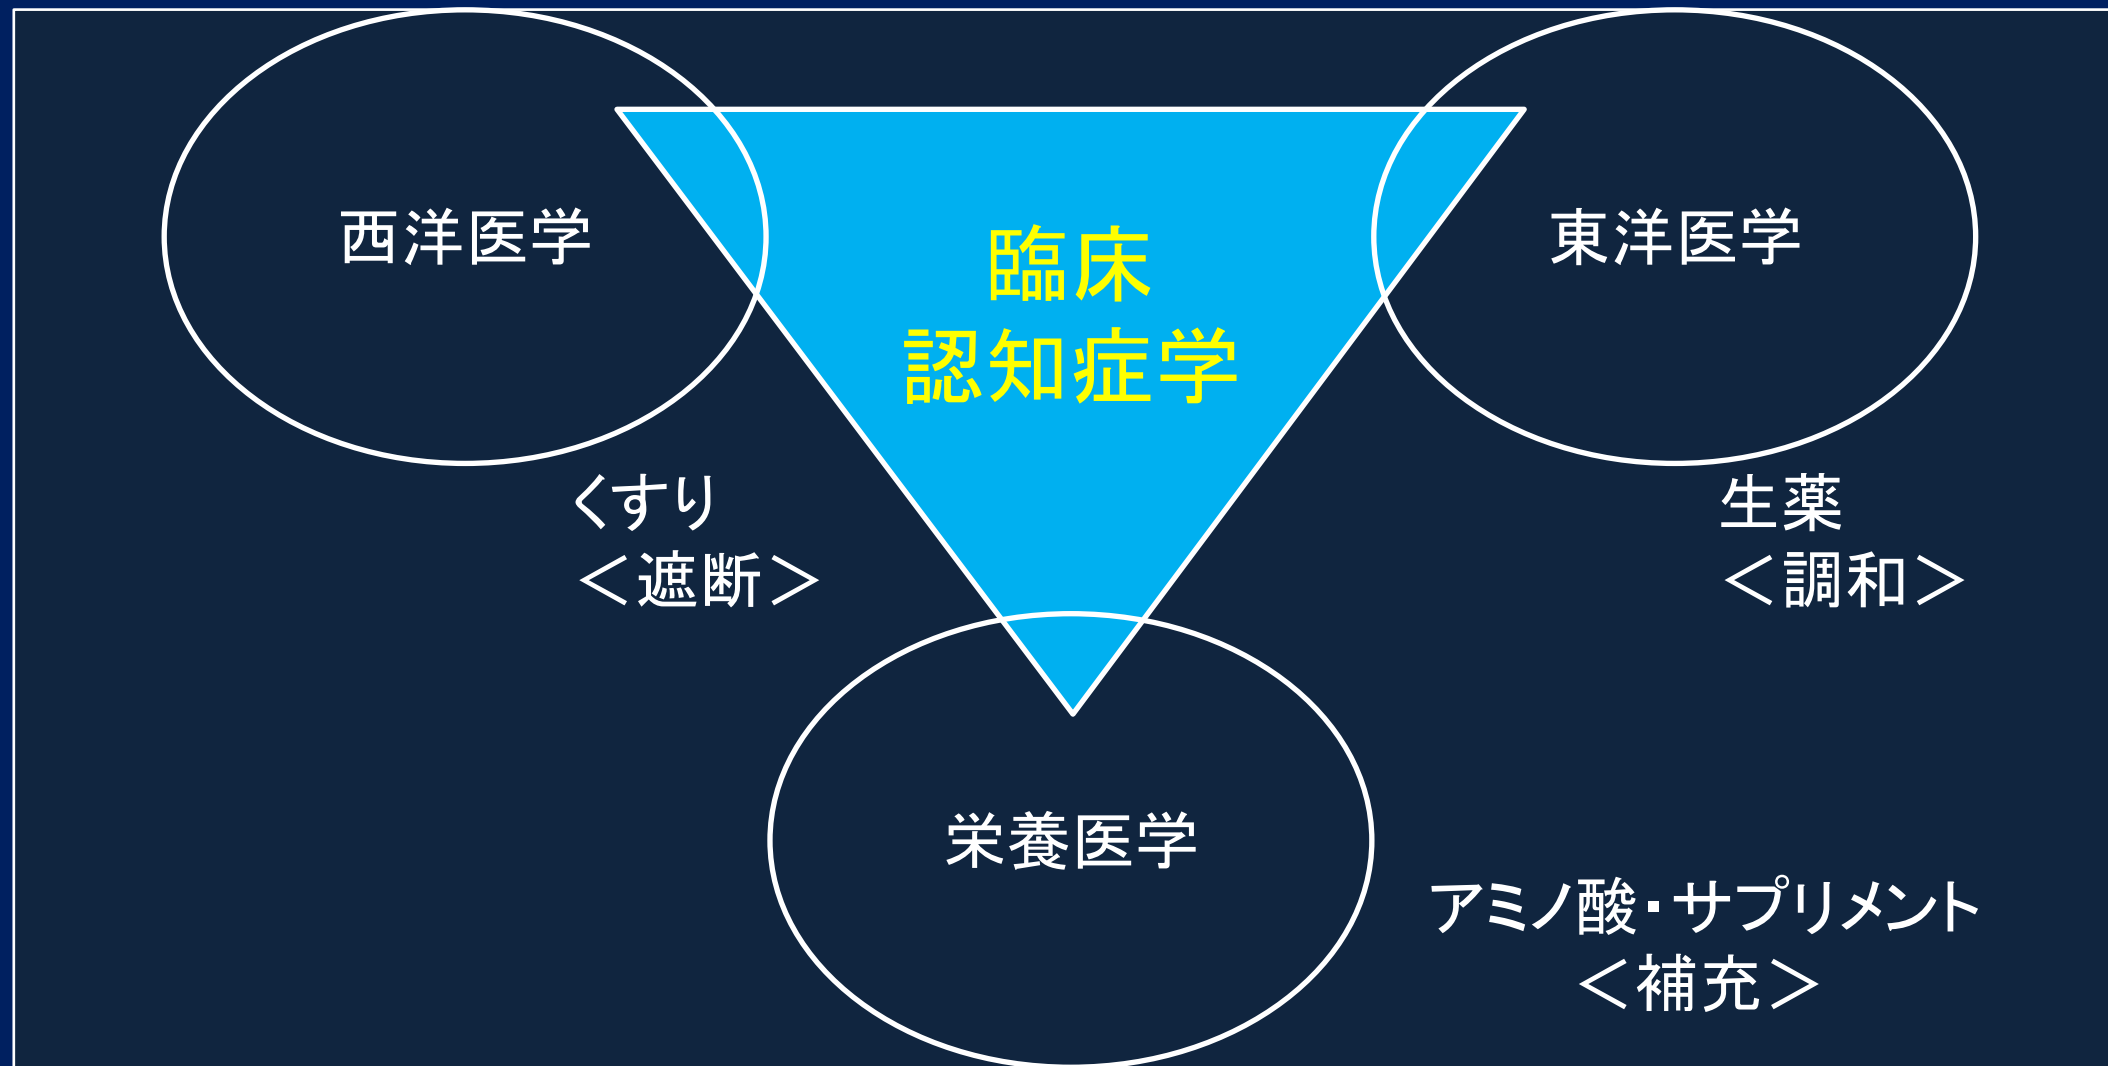 西洋医学
臨床
認知症学
東洋医学
くすり
＜遮断＞
生薬
＜調和＞
栄養医学
アミノ酸・サプリメント
＜補充＞